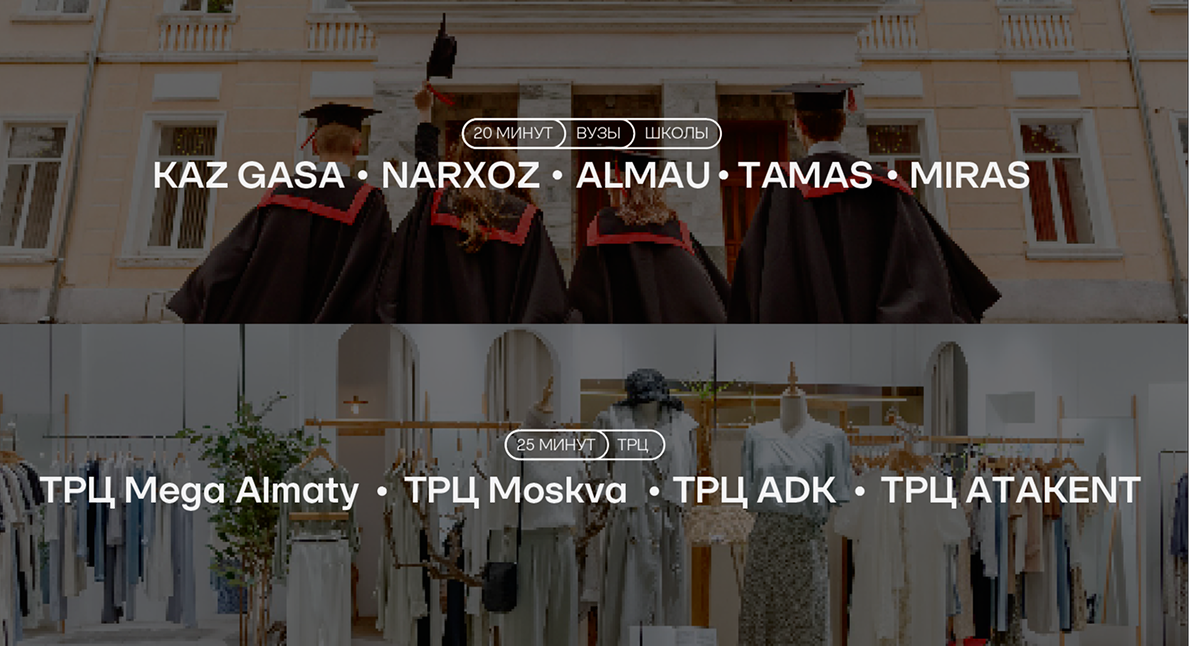 20 МИНУТ ВУЗЫ ШКОЛЫ
KAZ GASA • NARXOZ • ALMAU • TAMAS • MIRAS
25 МИНУТ ТРЦ
ТРЦ Mega Almaty • ТРЦ Moskva • ТРЦ ADK • ТРЦ ATAKENT